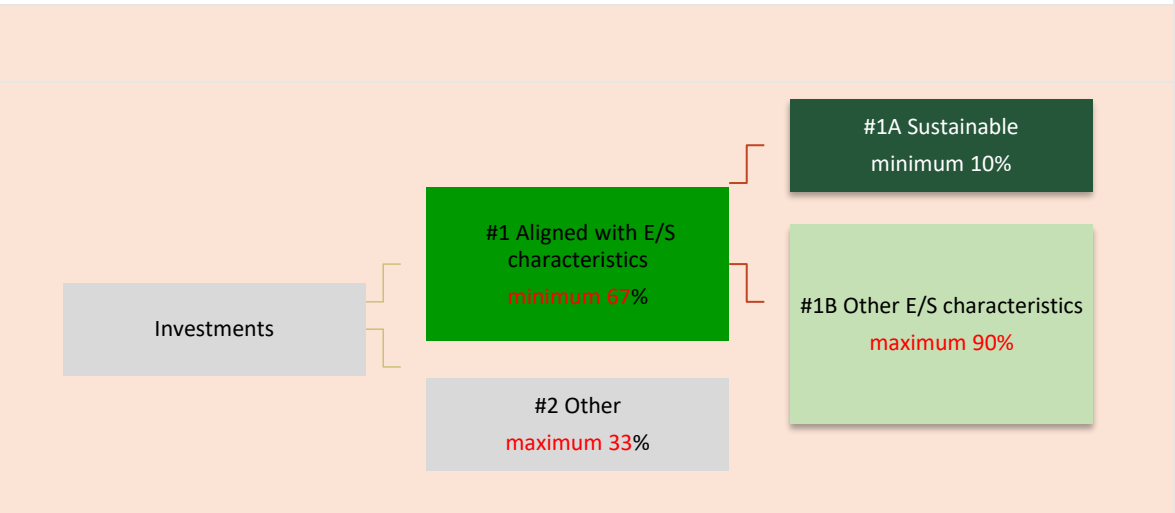 Investments
#1 Aligned with E/S
characteristics
minimum 67%
#2 Other
maximum 33%
#1A Sustainable
minimum 10%
#1B Other E/S characteristics
maximum 90%